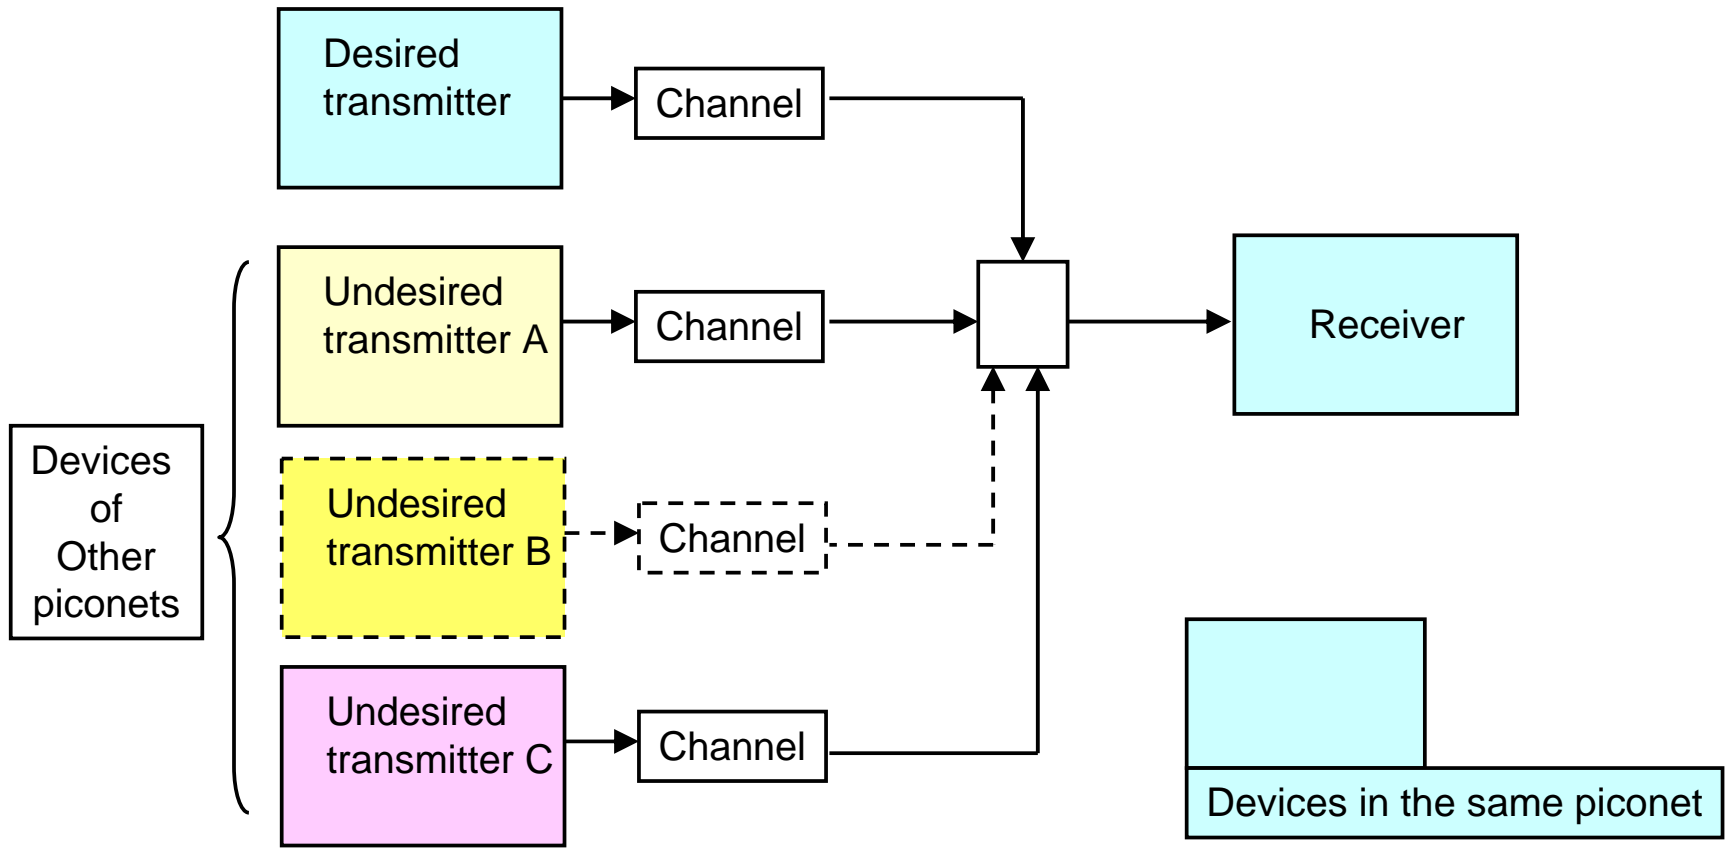 Desired
transmitter
Channel
Undesired
transmitter A
Channel
Receiver
Devices
of
Other
piconets
Undesired
transmitter B
Channel
Undesired
transmitter C
Channel
Devices in the same piconet